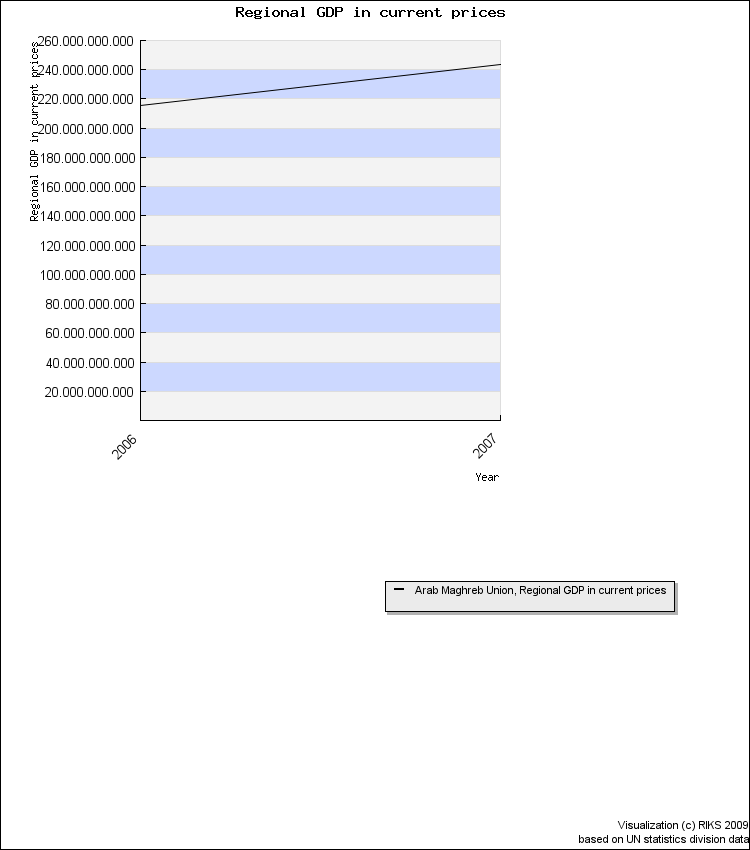 Regional GDP in current prices
Regional GDP in current prices
260.000.000.000
240.000.000.000
220.000.000.000
200.000.000.000
180.000.000.000
160.000.000.000
140.000.000.000
120.000.000.000
100.000.000.000
80.000.000.000
60.000.000.000
40.000.000.000
20.000.000.000
2006
2007
Year
Arab Maghreb Union, Regional GDP in current prices
Visualization (c) RIKS 2009
based on UN statistics division data